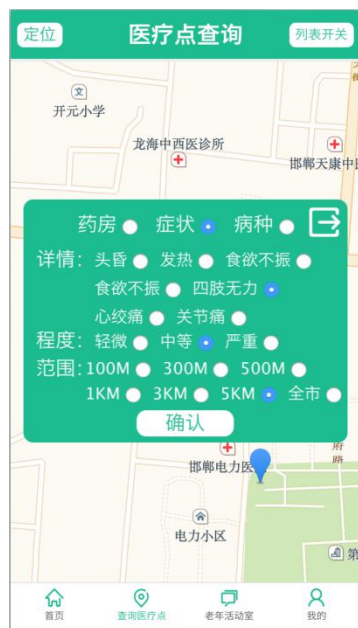 定位 医疗点查询 列表开关
文
开元小学
龙海中西医诊所
邯郸天康中
药房 症状 病种
详情: 头昏 发热 食欲不振
食欲不振 四肢无力
心绞痛 关节痛
程度: 轻微 中等 严重
范围: 100M 300M 500M
1KM 3KM 5KM 全市
确认
府
路
邯郸电力医
电力小区
第
首页 查询医疗点 老年活动室 我的